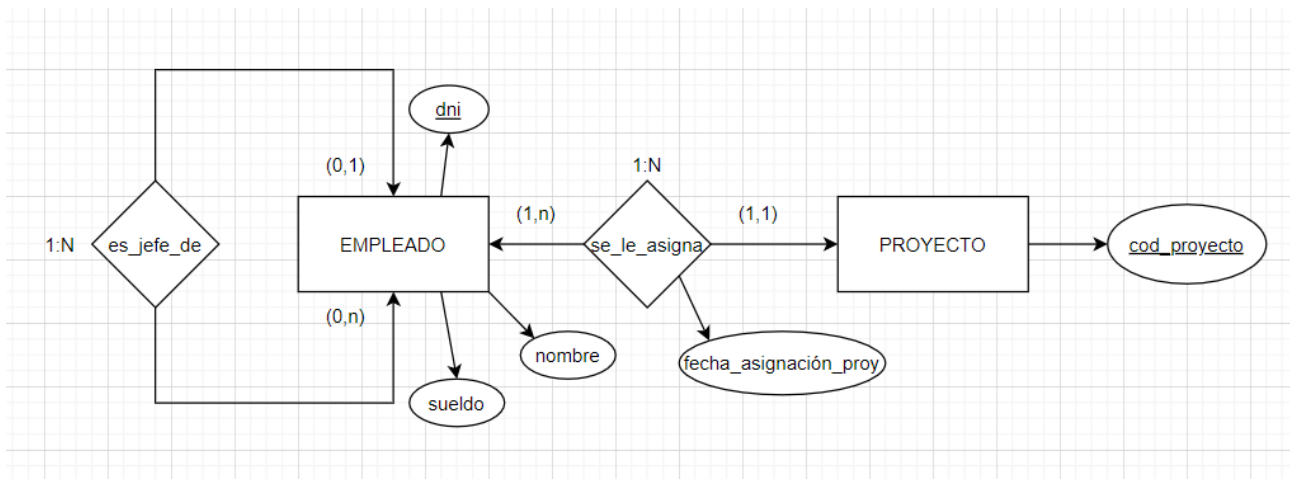 dni
(0,1)
1:N
(1,n)
(1,1)
1:N
es_jefe_de
EMPLEADO
se_le_asigna
PROYECTO
cod_proyecto
(0,n)
nombre
fecha_asignación_proy
sueldo